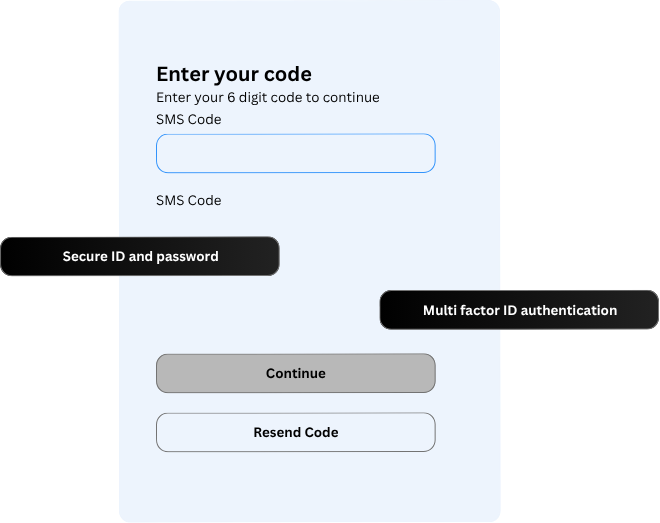 Enter your code
Enter your 6 digit code to continue
SMS Code
SMS Code
Secure ID and password
Multi factor ID authentication
Continue
Resend Code